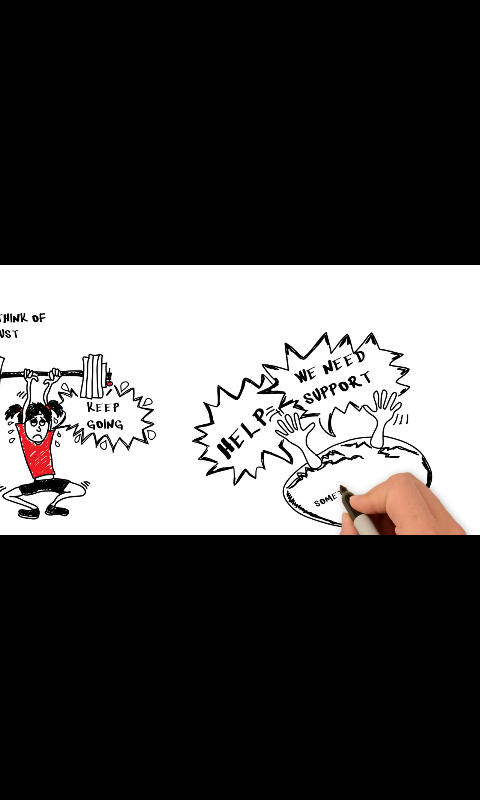 THINK OF
UST
KEEP
GOING
HELP
WE NEED
SUPPORT
SOME